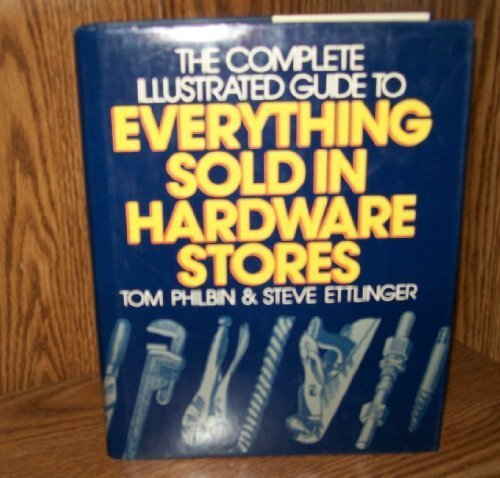 THE COMPLETE
ILLUSTRATED GUIDE TO
EVERYTHING
SOLD IN
HARDWARE
STORES
TOM PHILBIN & STEVE ETTLINGER